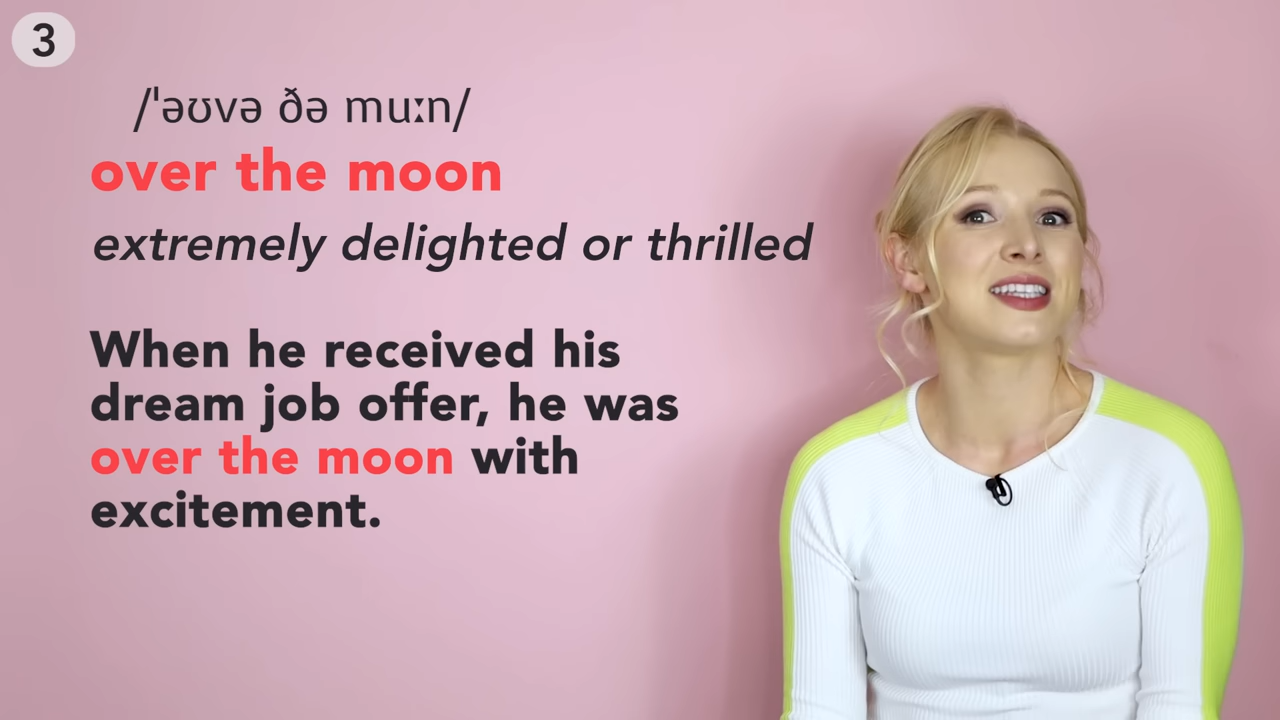 3
/ˈəʊvə ðə muːn/
over the moon
extremely delighted or thrilled
When he received his
dream job offer, he was
over the moon with
excitement.